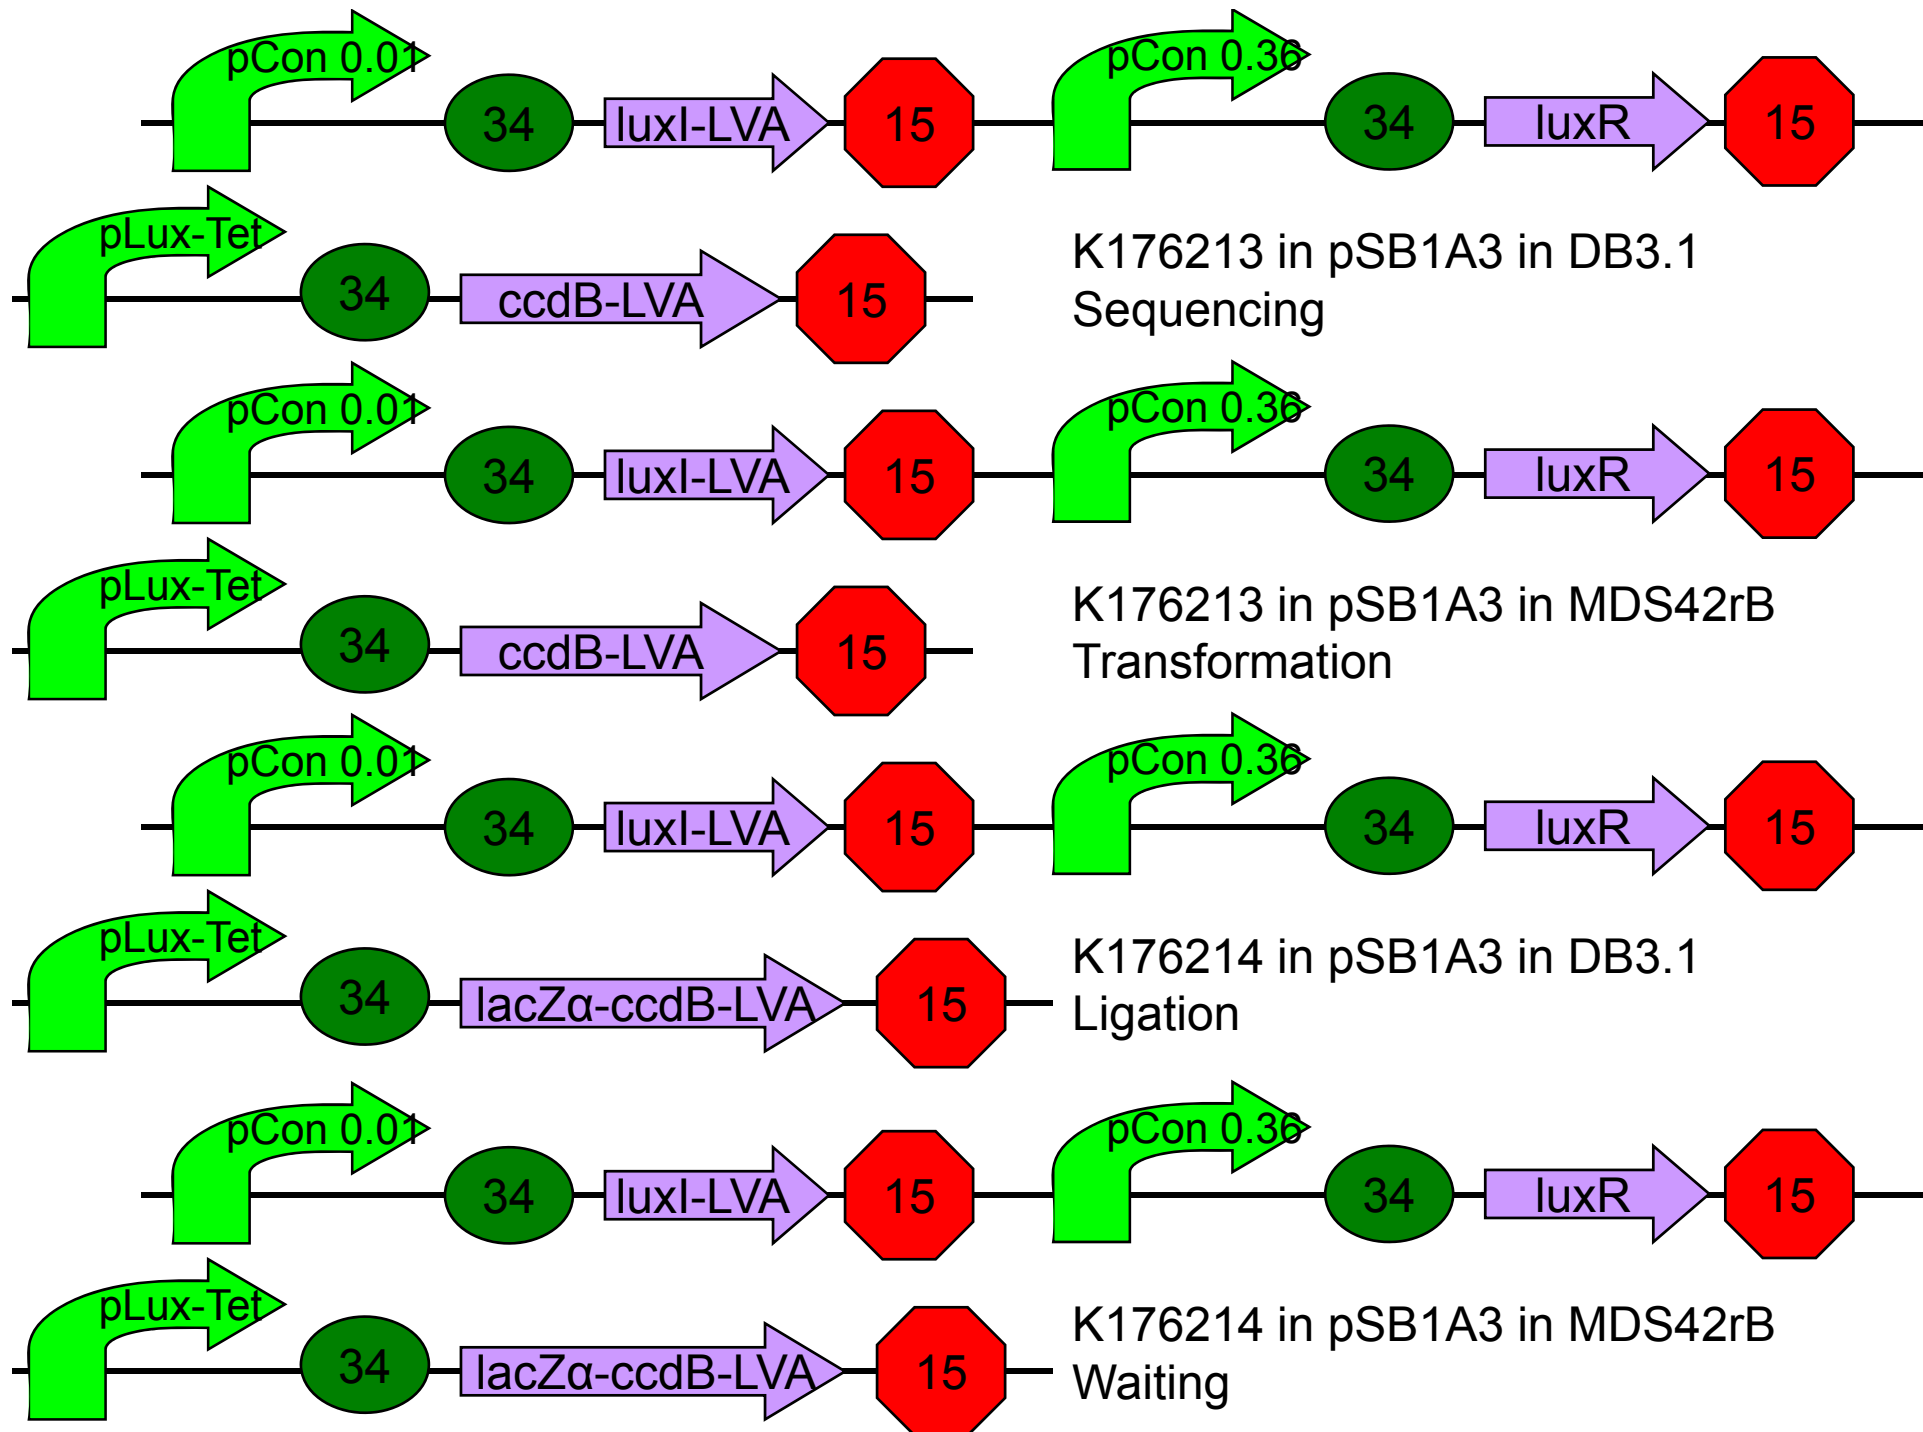 pCon 0.01 34 luxI-LVA 15 pCon 0.36 34 luxR 15
pLux-Tet 34 ccdB-LVA 15
K176213 in pSB1A3 in DB3.1
Sequencing
pCon 0.01 34 luxI-LVA 15 pCon 0.36 34 luxR 15
pLux-Tet 34 ccdB-LVA 15
K176213 in pSB1A3 in MDS42rB
Transformation
pCon 0.01 34 luxI-LVA 15 pCon 0.36 34 luxR 15
pLux-Tet 34 lacZα-ccdB-LVA 15
K176214 in pSB1A3 in DB3.1
Ligation
pCon 0.01 34 luxI-LVA 15 pCon 0.36 34 luxR 15
pLux-Tet 34 lacZα-ccdB-LVA 15
K176214 in pSB1A3 in MDS42rB
Waiting